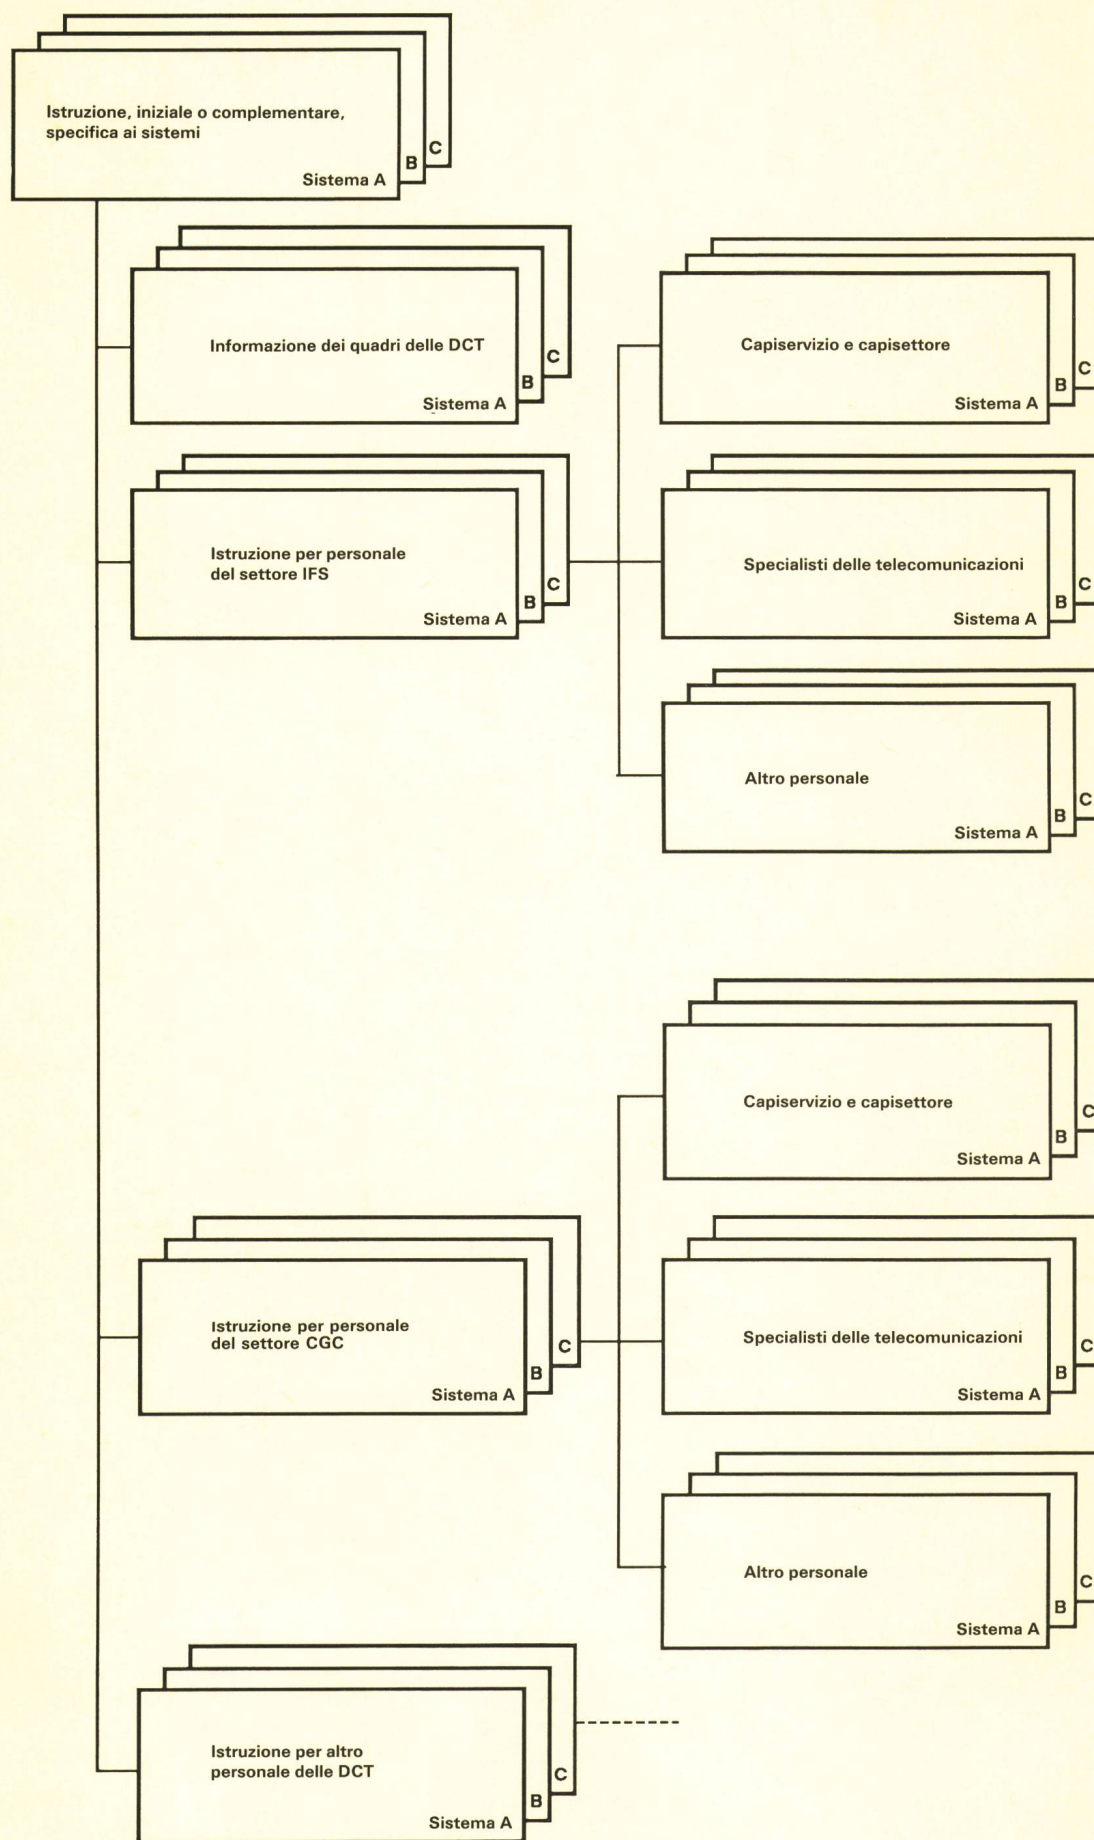 Istruzione, iniziale o complementare,
specifica ai sistemi
Sistema A
B
C
Informazione dei quadri delle DCT
Sistema A
B
C
Capiservizio e capisettore
Sistema A
B
C
Istruzione per personale
del settore IFS
Sistema A
B
C
Specialisti delle telecomunicazioni
Sistema A
B
C
Altro personale
Sistema A
B
C
Capiservizio e capisettore
Sistema A
B
C
Istruzione per personale
del settore CGC
Sistema A
B
C
Specialisti delle telecomunicazioni
Sistema A
B
C
Altro personale
Sistema A
B
C
Istruzione per altro
personale delle DCT
Sistema A
B
C